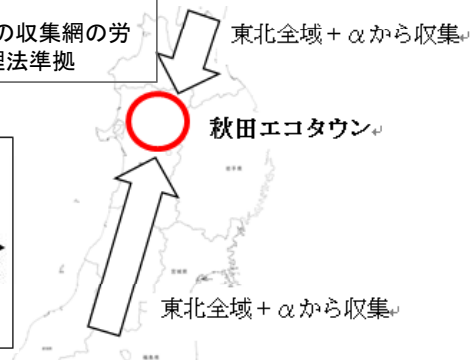 の収集網の労
理法準拠
東北全域+αから収集
秋田エコタウン
東北全域+αから収集